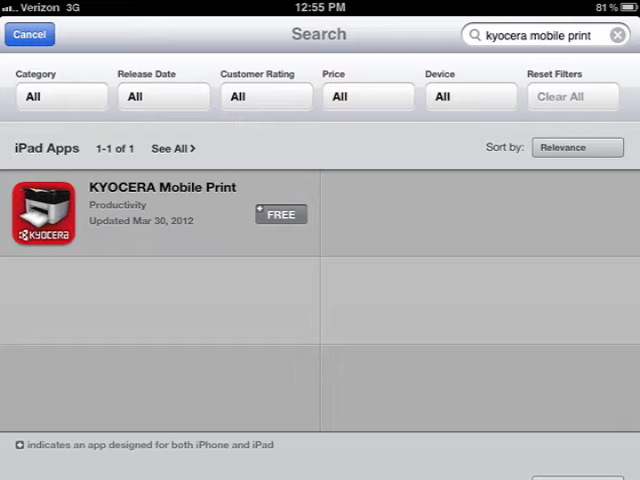 Verizon 3G 12:55 PM 81 %
Cancel Search kyocera mobile print
Category Release Date Customer Rating Price Device Reset Filters
All All All All All Clear All
iPad Apps 1-1 of 1 See All Sort by: Relevance
KYOCERA Mobile Print
Productivity
Updated Mar 30, 2012
FREE
KYOCERA
indicates an app designed for both iPhone and iPad